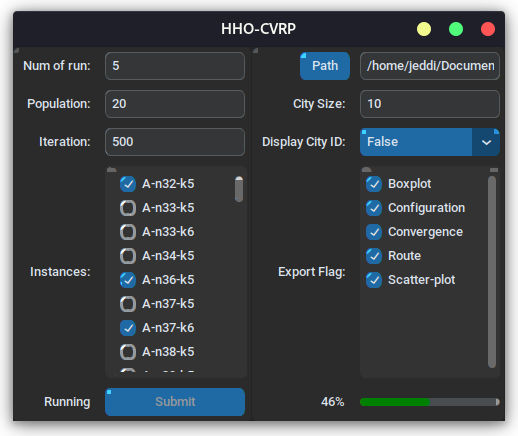 HHO-CVRP
Num of run: 5
Population: 20
Iteration: 500
Instances:
A-n32-k5
A-n33-k5
A-n33-k6
A-n34-k5
A-n36-k5
A-n37-k5
A-n37-k6
A-n38-k5
Running Submit
Path /home/jeddi/Documen
City Size: 10
Display City ID: False
Export Flag:
Boxplot
Configuration
Convergence
Route
Scatter-plot
46%